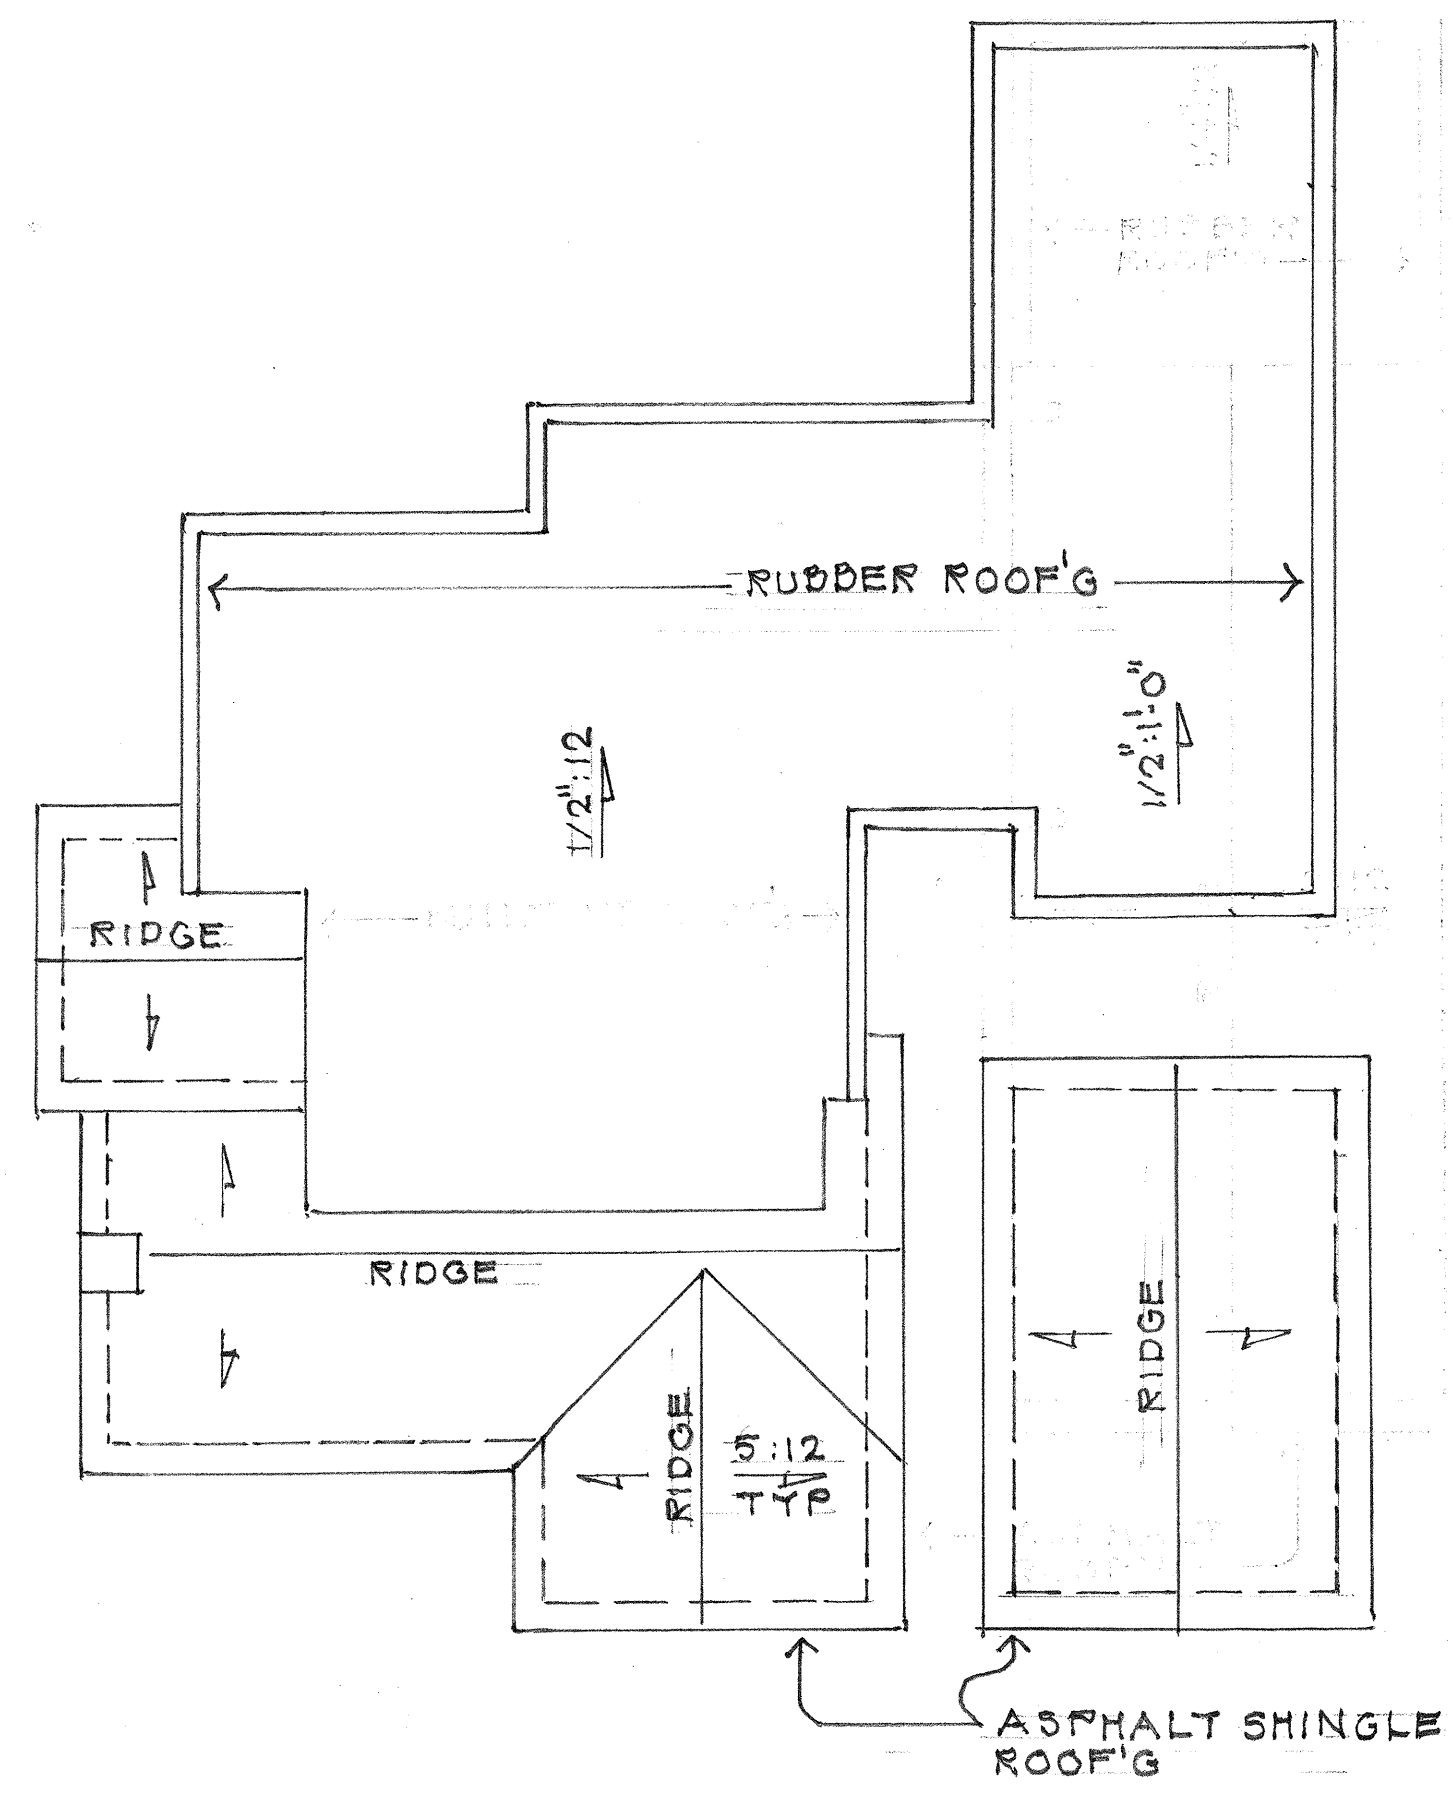 RUBBER ROOF'G
1/2":1'-0"
1/2":12
RIDGE
RIDGE
RIDGE
5:12
TYP
RIDGE
ASPHALT SHINGLE
ROOF'G